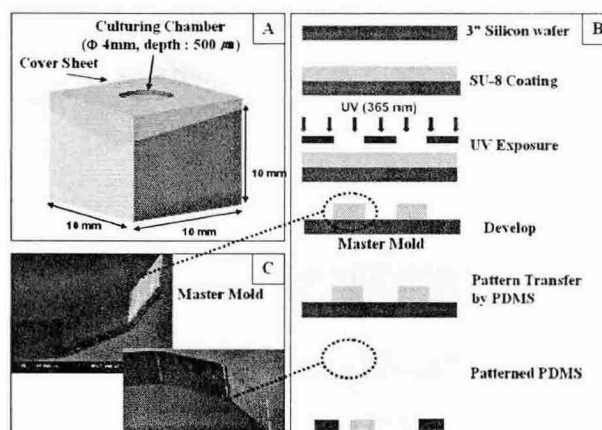 A
Culturing Chamber
(Φ 4mm, depth : 500 ㎛)
Cover Sheet
10 mm
10 mm
10 mm
B
3" Silicon wafer
SU-8 Coating
UV (365 nm)
UV Exposure
Develop
Master Mold
Pattern Transfer
by PDMS
Patterned PDMS
C
Master Mold